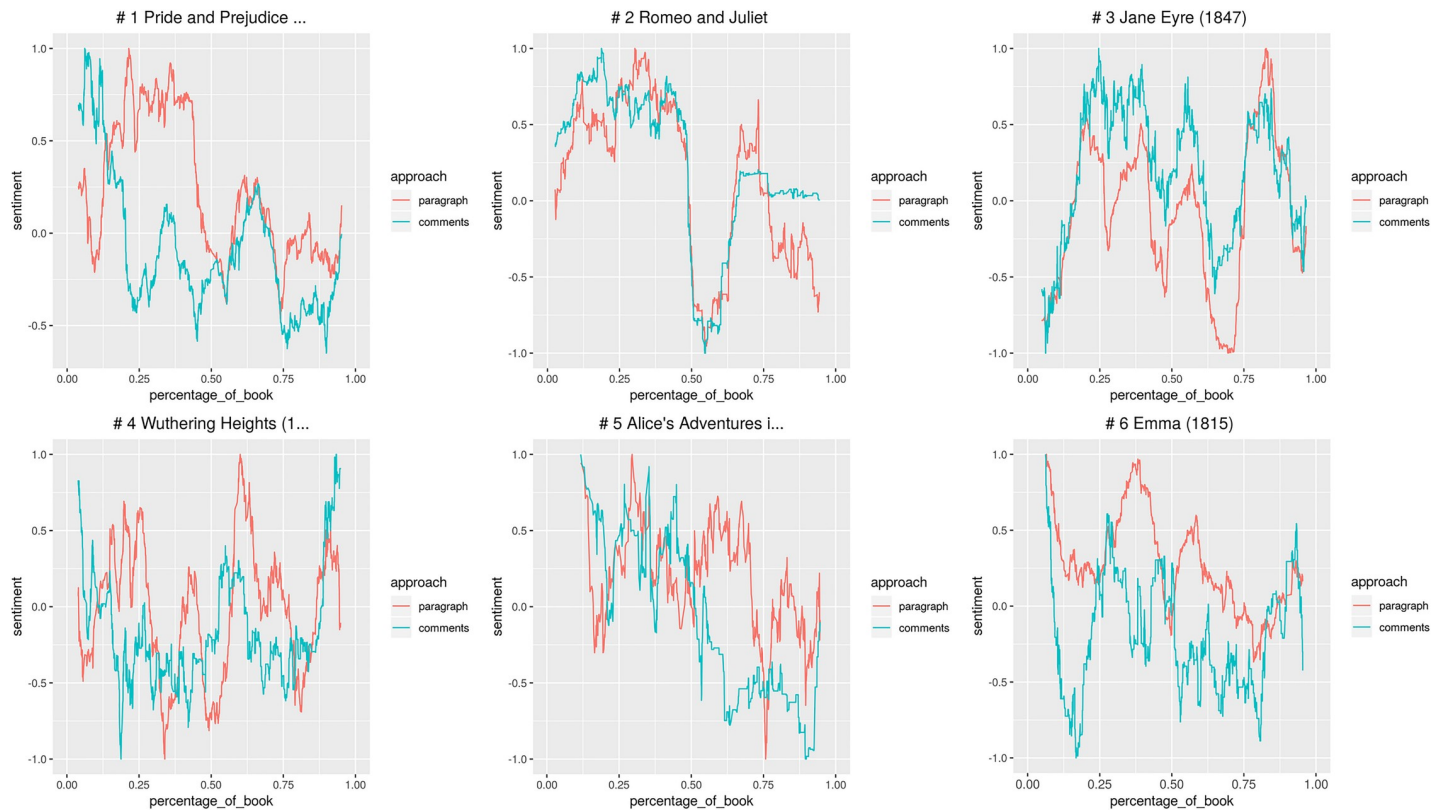 # 1 Pride and Prejudice ...
1.0
0.5
0.0
-0.5
sentiment
0.00 0.25 0.50 0.75 1.00
percentage_of_book
approach
paragraph
comments
# 2 Romeo and Juliet
1.0
0.5
0.0
-0.5
-1.0
sentiment
0.00 0.25 0.50 0.75 1.00
percentage_of_book
approach
paragraph
comments
# 3 Jane Eyre (1847)
1.0
0.5
0.0
-0.5
-1.0
sentiment
0.00 0.25 0.50 0.75 1.00
percentage_of_book
approach
paragraph
comments
# 4 Wuthering Heights (1...
1.0
0.5
0.0
-0.5
-1.0
sentiment
0.00 0.25 0.50 0.75 1.00
percentage_of_book
approach
paragraph
comments
# 5 Alice's Adventures i...
1.0
0.5
0.0
-0.5
-1.0
sentiment
0.00 0.25 0.50 0.75 1.00
percentage_of_book
approach
paragraph
comments
# 6 Emma (1815)
1.0
0.5
0.0
-0.5
-1.0
sentiment
0.00 0.25 0.50 0.75 1.00
percentage_of_book
approach
paragraph
comments